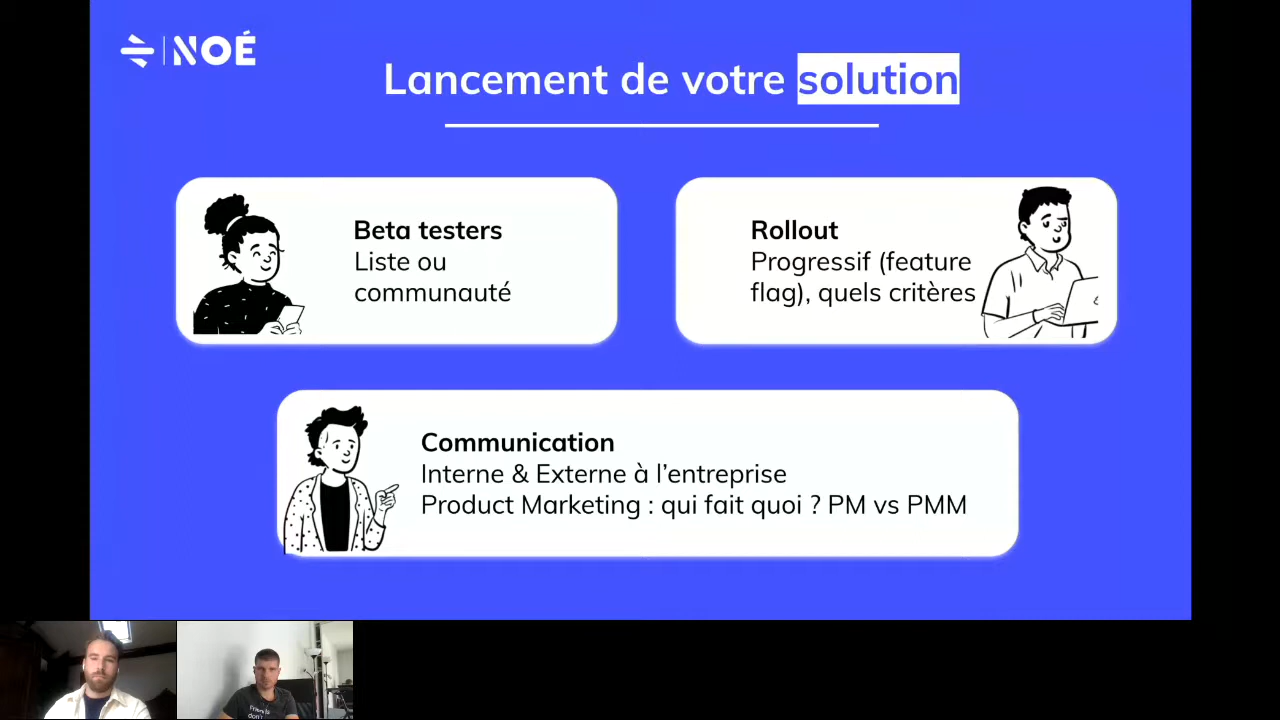 NOÉ
Lancement de votre solution
Beta testers
Liste ou
communauté
Rollout
Progressif (feature
flag), quels critères
Communication
Interne & Externe à l’entreprise
Product Marketing : qui fait quoi ? PM vs PMM
don't